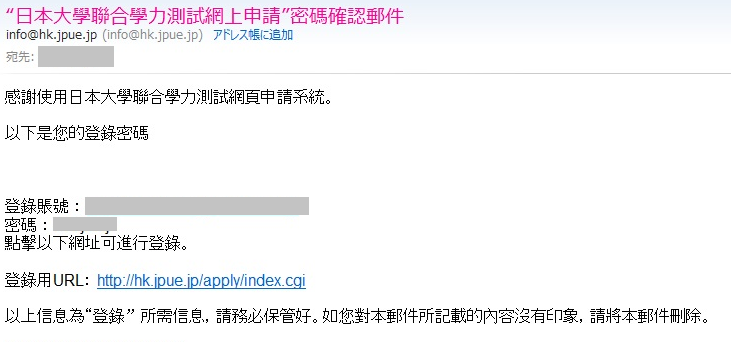 “日本大學聯合學力測試網上申請”密碼確認郵件
info@hk.jpue.jp (info@hk.jpue.jp) アドレス帳に追加
宛先:
感謝使用日本大學聯合學力測試網頁申請系統。
以下是您的登錄密碼
登錄賬號：
密碼：
點擊以下網址可進行登錄。
登錄用URL: http://hk.jpue.jp/apply/index.cgi
以上信息為“登錄” 所需信息, 請務必保管好。如您對本郵件所記載的內容沒有印象, 請將本郵件刪除。